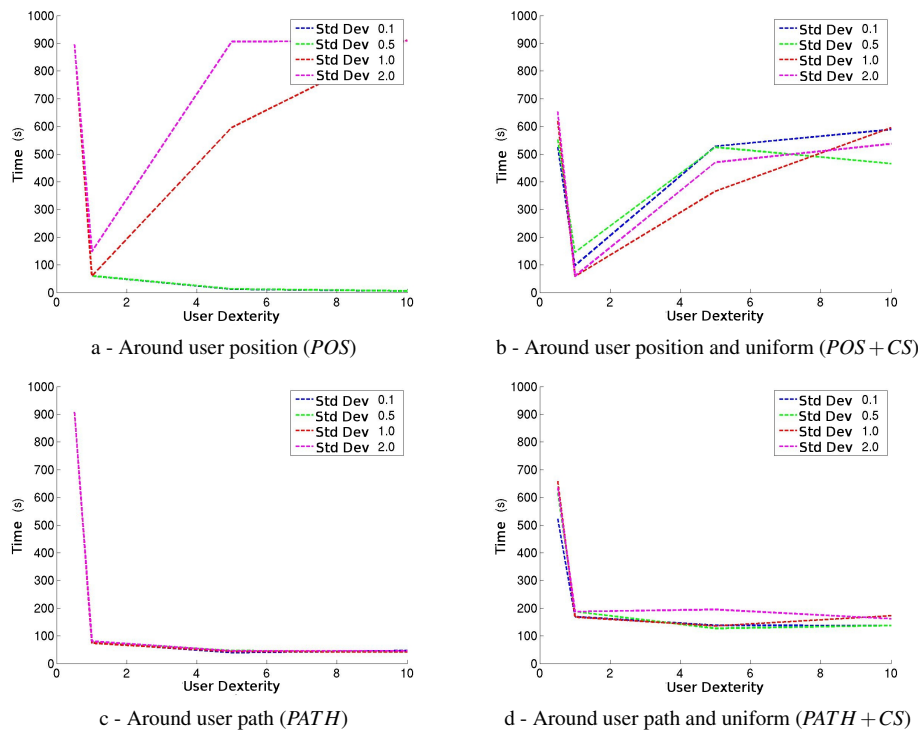 1000
900
800
700
600
500
400
300
200
100
0
Time (s)
0 2 4 6 8 10
User Dexterity
Std Dev 0.1
Std Dev 0.5
Std Dev 1.0
Std Dev 2.0
a - Around user position (POS)
1000
900
800
700
600
500
400
300
200
100
0
Time (s)
0 2 4 6 8 10
User Dexterity
Std Dev 0.1
Std Dev 0.5
Std Dev 1.0
Std Dev 2.0
b - Around user position and uniform (POS + CS)
1000
900
800
700
600
500
400
300
200
100
0
Time (s)
0 2 4 6 8 10
User Dexterity
Std Dev 0.1
Std Dev 0.5
Std Dev 1.0
Std Dev 2.0
c - Around user path (PATH)
1000
900
800
700
600
500
400
300
200
100
0
Time (s)
0 2 4 6 8 10
User Dexterity
Std Dev 0.1
Std Dev 0.5
Std Dev 1.0
Std Dev 2.0
d - Around user path and uniform (PATH + CS)